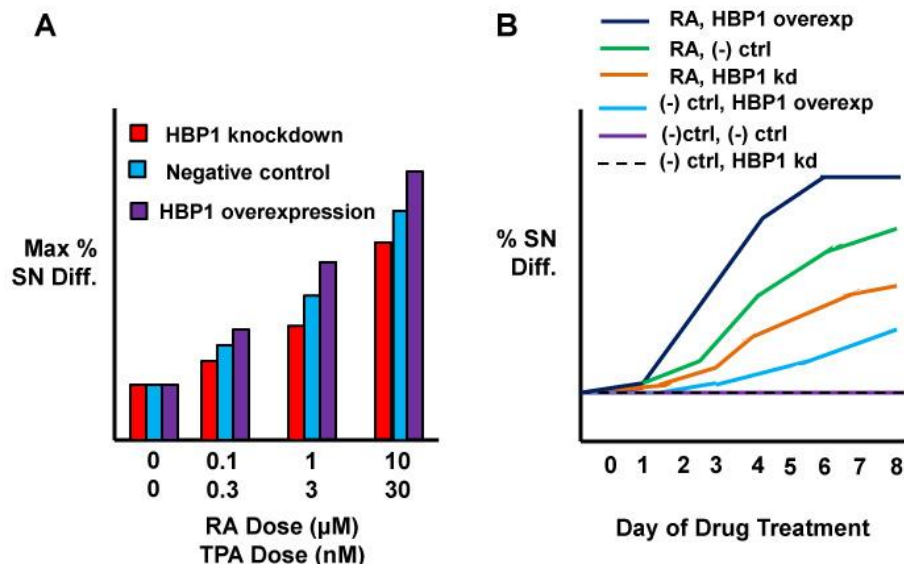 A
HBP1 knockdown
Negative control
HBP1 overexpression
Max %
SN Diff.
0 0.1 1 10
0 0.3 3 30
RA Dose (µM)
TPA Dose (nM)
B
RA, HBP1 overexp
RA, (-) ctrl
RA, HBP1 kd
(-) ctrl, HBP1 overexp
(-)ctrl, (-) ctrl
(-) ctrl, HBP1 kd
% SN
Diff.
0 1 2 3 4 5 6 7 8
Day of Drug Treatment